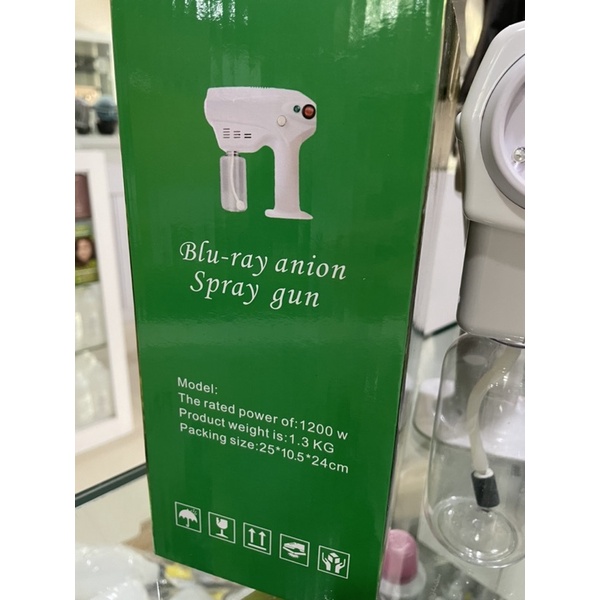 Blu-ray anion
Spray gun
Model:
The rated power of:1200 w
Product weight is:1.3 KG
Packing size:25*10.5*24cm